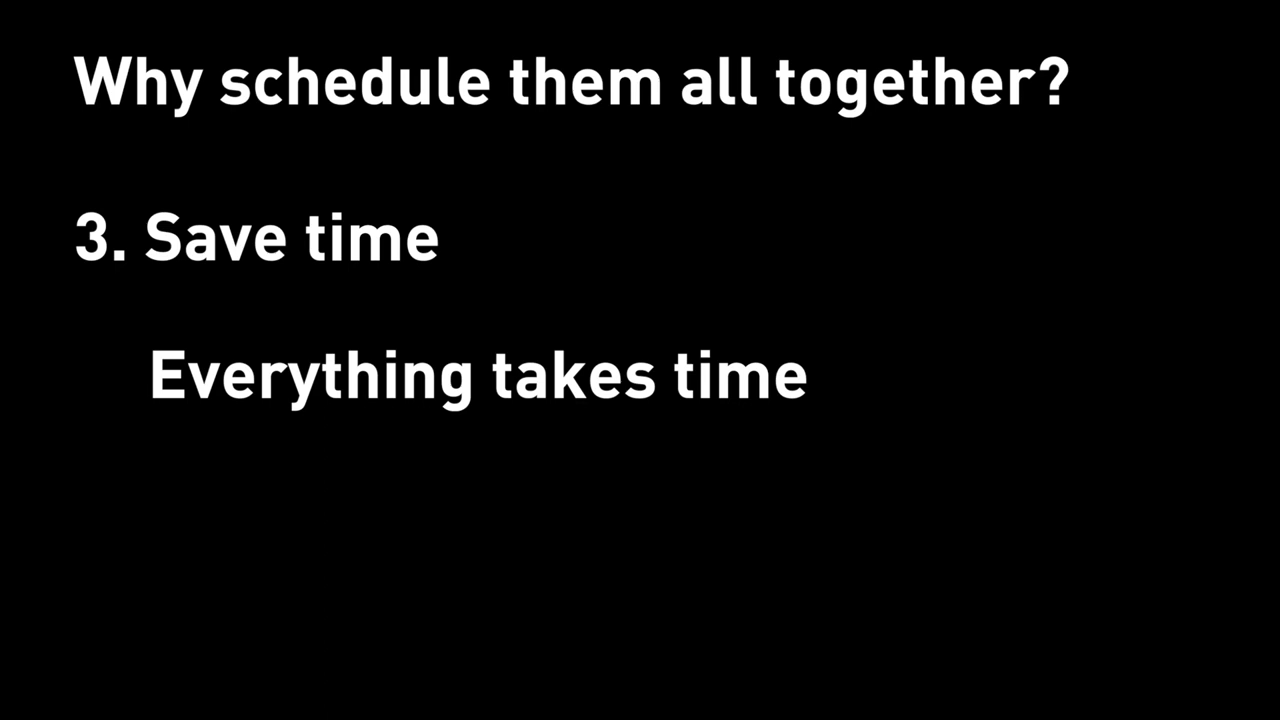 Why schedule them all together?
3. Save time
Everything takes time